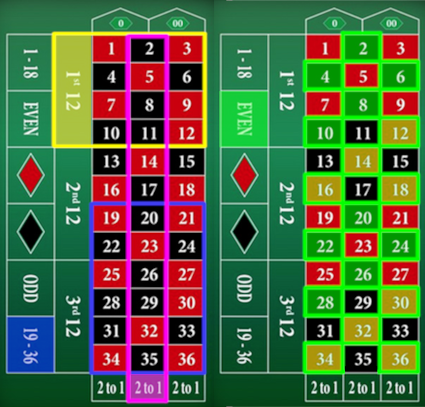 0 00
1 2 3
4 5 6
7 8 9
10 11 12
13 14 15
16 17 18
19 20 21
22 23 24
25 26 27
28 29 30
31 32 33
34 35 36
2 to 1 2 to 1 2 to 1
1st 12
2nd 12
3rd 12
1 - 18
EVEN
ODD
19 - 36
0 00
1 2 3
4 5 6
7 8 9
10 11 12
13 14 15
16 17 18
19 20 21
22 23 24
25 26 27
28 29 30
31 32 33
34 35 36
2 to 1 2 to 1 2 to 1
1st 12
2nd 12
3rd 12
1 - 18
EVEN
ODD
19 - 36